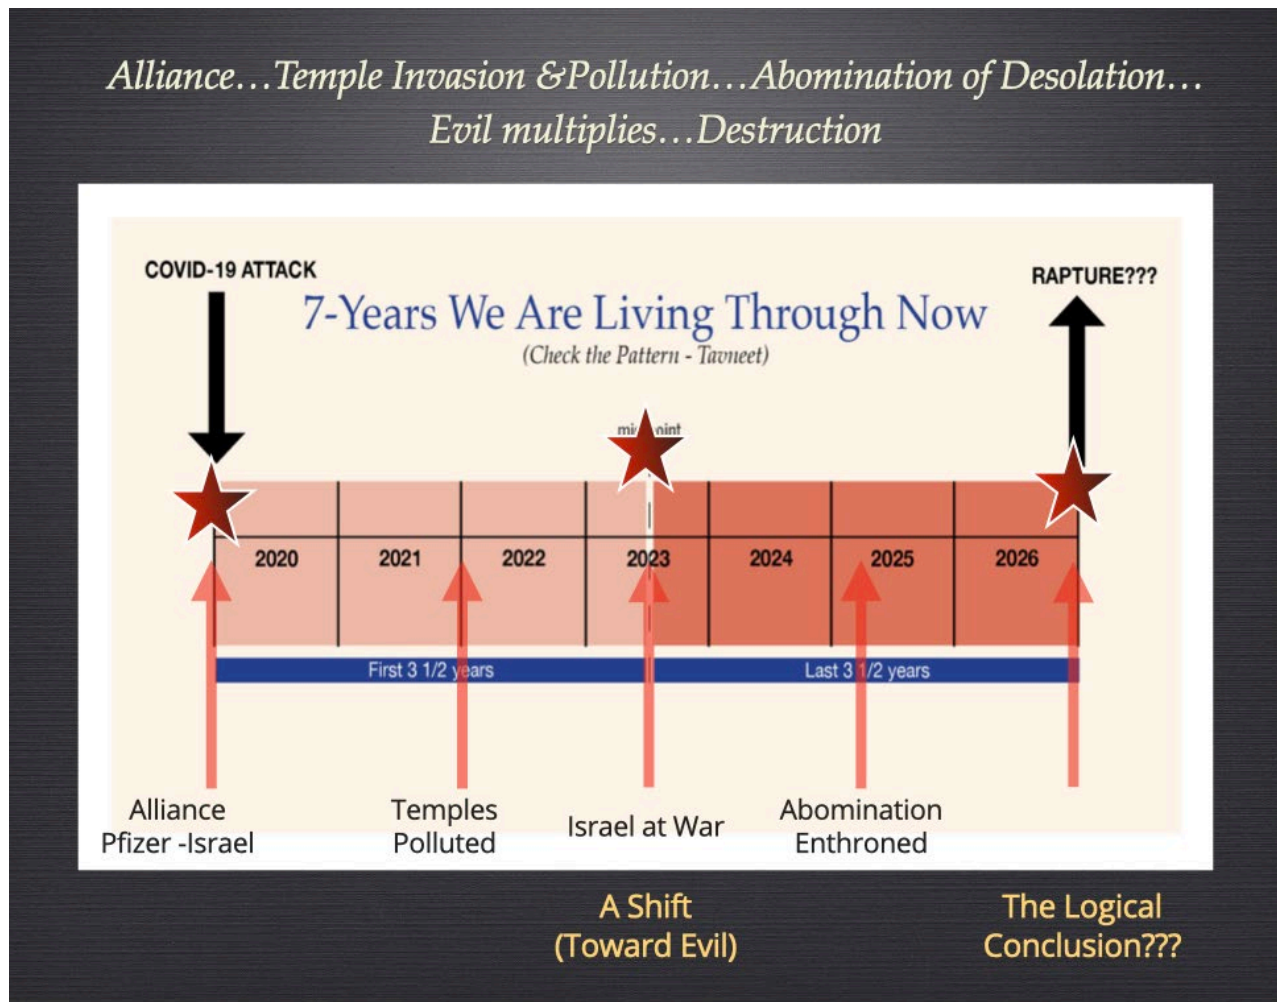 Alliance…Temple Invasion &Pollution…Abomination of Desolation…
Evil multiplies…Destruction
COVID-19 ATTACK
RAPTURE???
7-Years We Are Living Through Now
(Check the Pattern - Tavneet)
2020
2021
2022
2023
2024
2025
2026
First 3 1/2 years
Last 3 1/2 years
Alliance
Pfizer -Israel
Temples
Polluted
Israel at War
Abomination
Enthroned
A Shift
(Toward Evil)
The Logical
Conclusion???